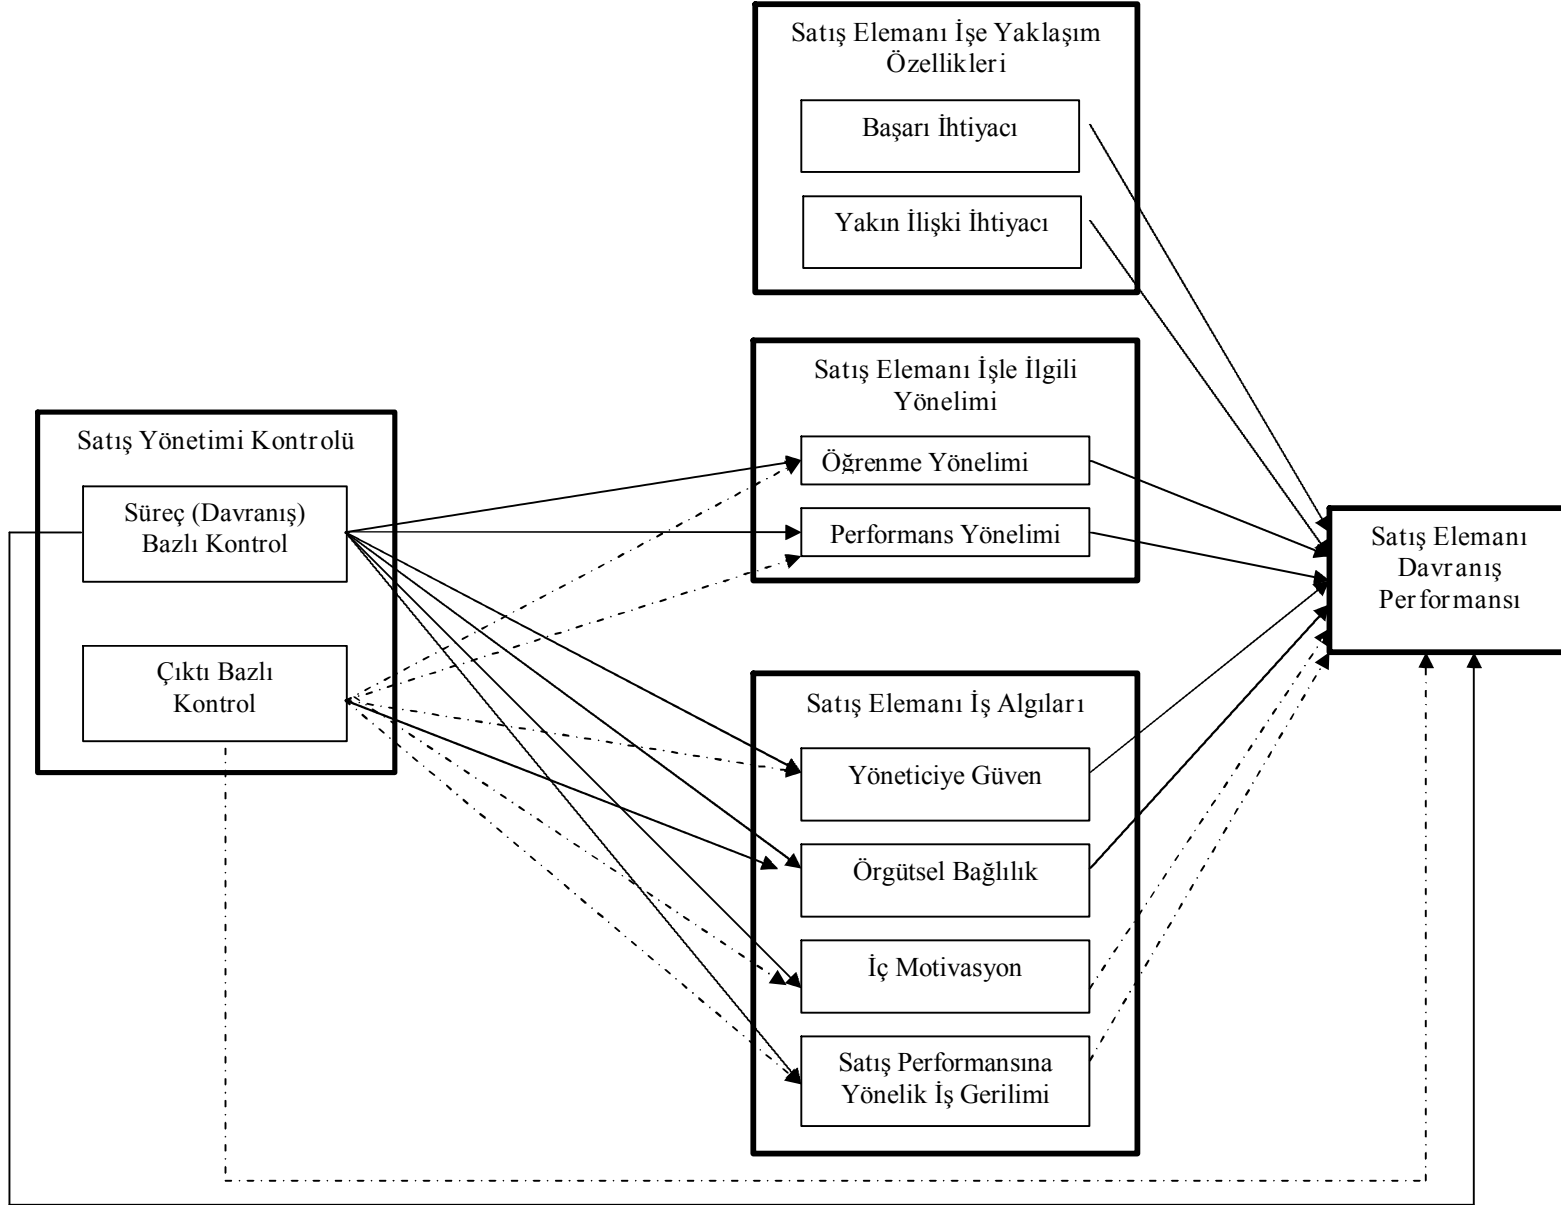 Satış Elemanı İşe Yaklaşım
Özellikleri
Başarı İhtiyacı
Yakın İlişki İhtiyacı
Satış Elemanı İşle İlgili
Yönelimi
Öğrenme Yönelimi
Performans Yönelimi
Satış Yönetimi Kontrolü
Süreç (Davranış)
Bazlı Kontrol
Çıktı Bazlı
Kontrol
Satış Elemanı İş Algıları
Yöneticiye Güven
Örgütsel Bağlılık
İç Motivasyon
Satış Performansına
Yönelik İş Gerilimi
Satış Elemanı
Davranış
Performansı